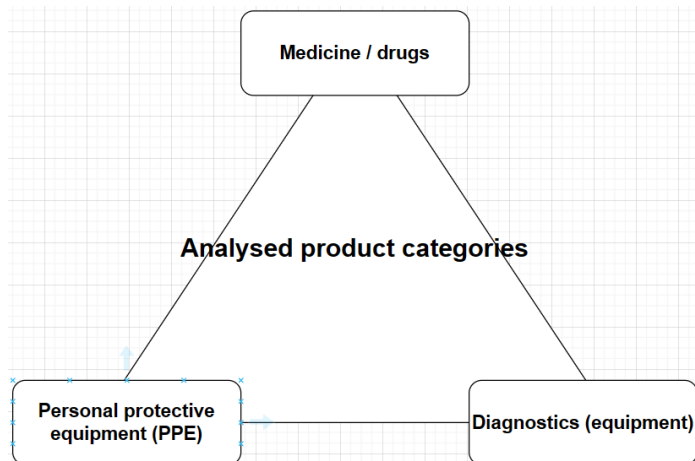 Medicine / drugs
Analysed product categories
Personal protective
equipment (PPE)
Diagnostics (equipment)